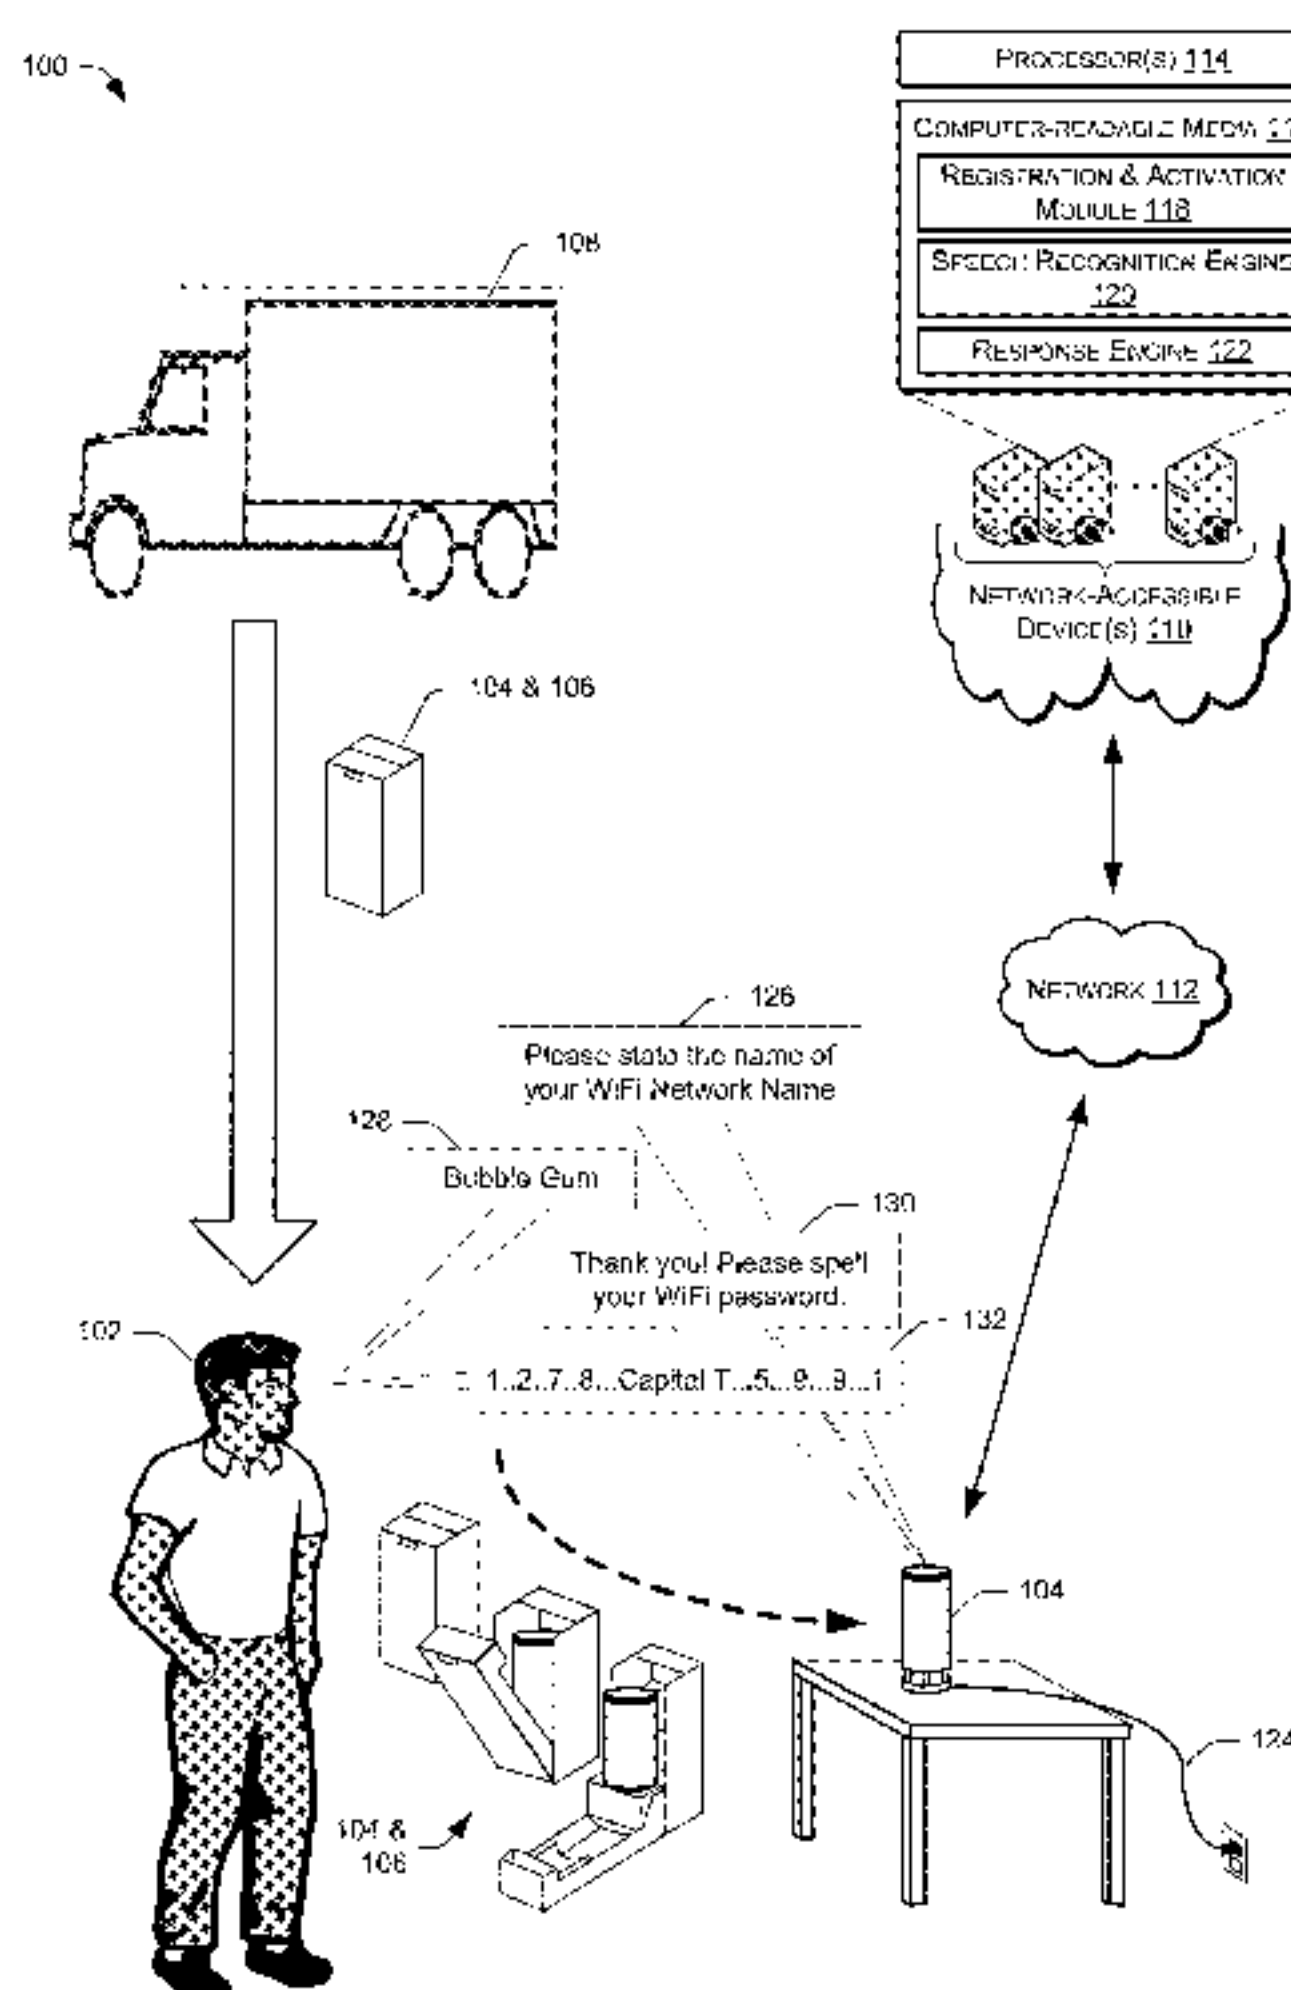 100
PROCESSOR(S) 114
COMPUTER-READABLE MEDIA
REGISTRATION & ACTIVATION
MODULE 118
SPEECH RECOGNITION ENGINE
120
RESPONSE ENGINE 122
108
NETWORK-ACCESSIBLE
DEVICE(S) 110
104 & 106
NETWORK 112
126
Please state the name of
your WiFi Network Name
128
Bubble Gum
130
Thank you! Please spell
your WiFi password.
132
102
1...2...7...8...Capital T...5...9...9...1
104
124
104 &
106